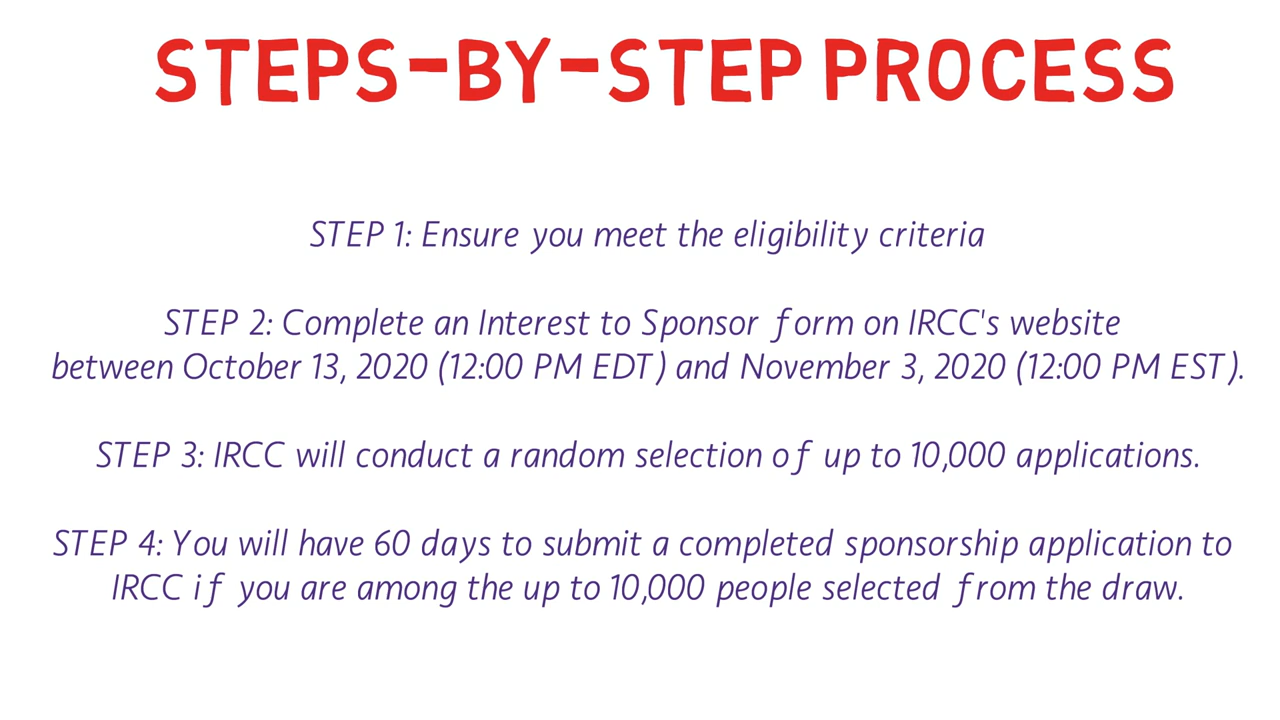 STEPS-BY-STEP PROCESS
STEP 1: Ensure you meet the eligibility criteria
STEP 2: Complete an Interest to Sponsor form on IRCC's website
between October 13, 2020 (12:00 PM EDT) and November 3, 2020 (12:00 PM EST).
STEP 3: IRCC will conduct a random selection of up to 10,000 applications.
STEP 4: You will have 60 days to submit a completed sponsorship application to
IRCC if you are among the up to 10,000 people selected from the draw.